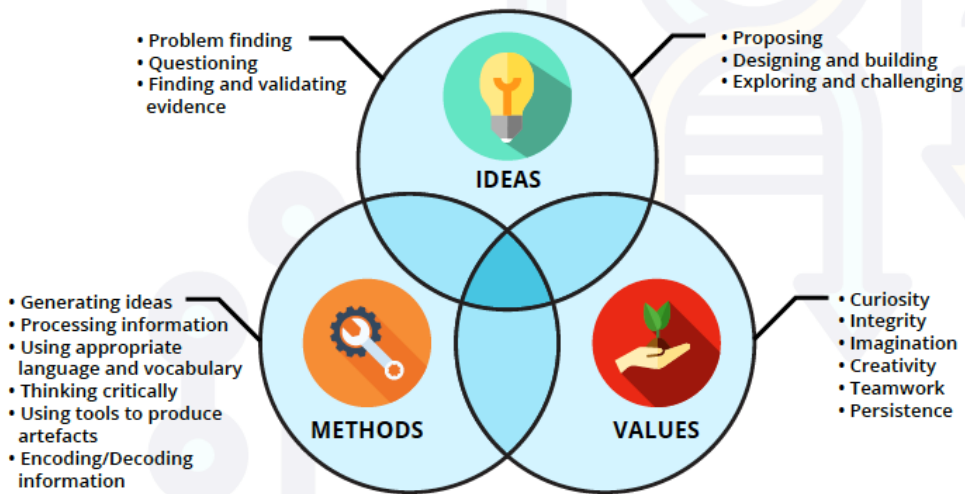 • Problem finding
• Questioning
• Finding and validating
evidence
• Proposing
• Designing and building
• Exploring and challenging
IDEAS
• Generating ideas
• Processing information
• Using appropriate
language and vocabulary
• Thinking critically
• Using tools to produce
artefacts
• Encoding/Decoding
information
METHODS
VALUES
• Curiosity
• Integrity
• Imagination
• Creativity
• Teamwork
• Persistence